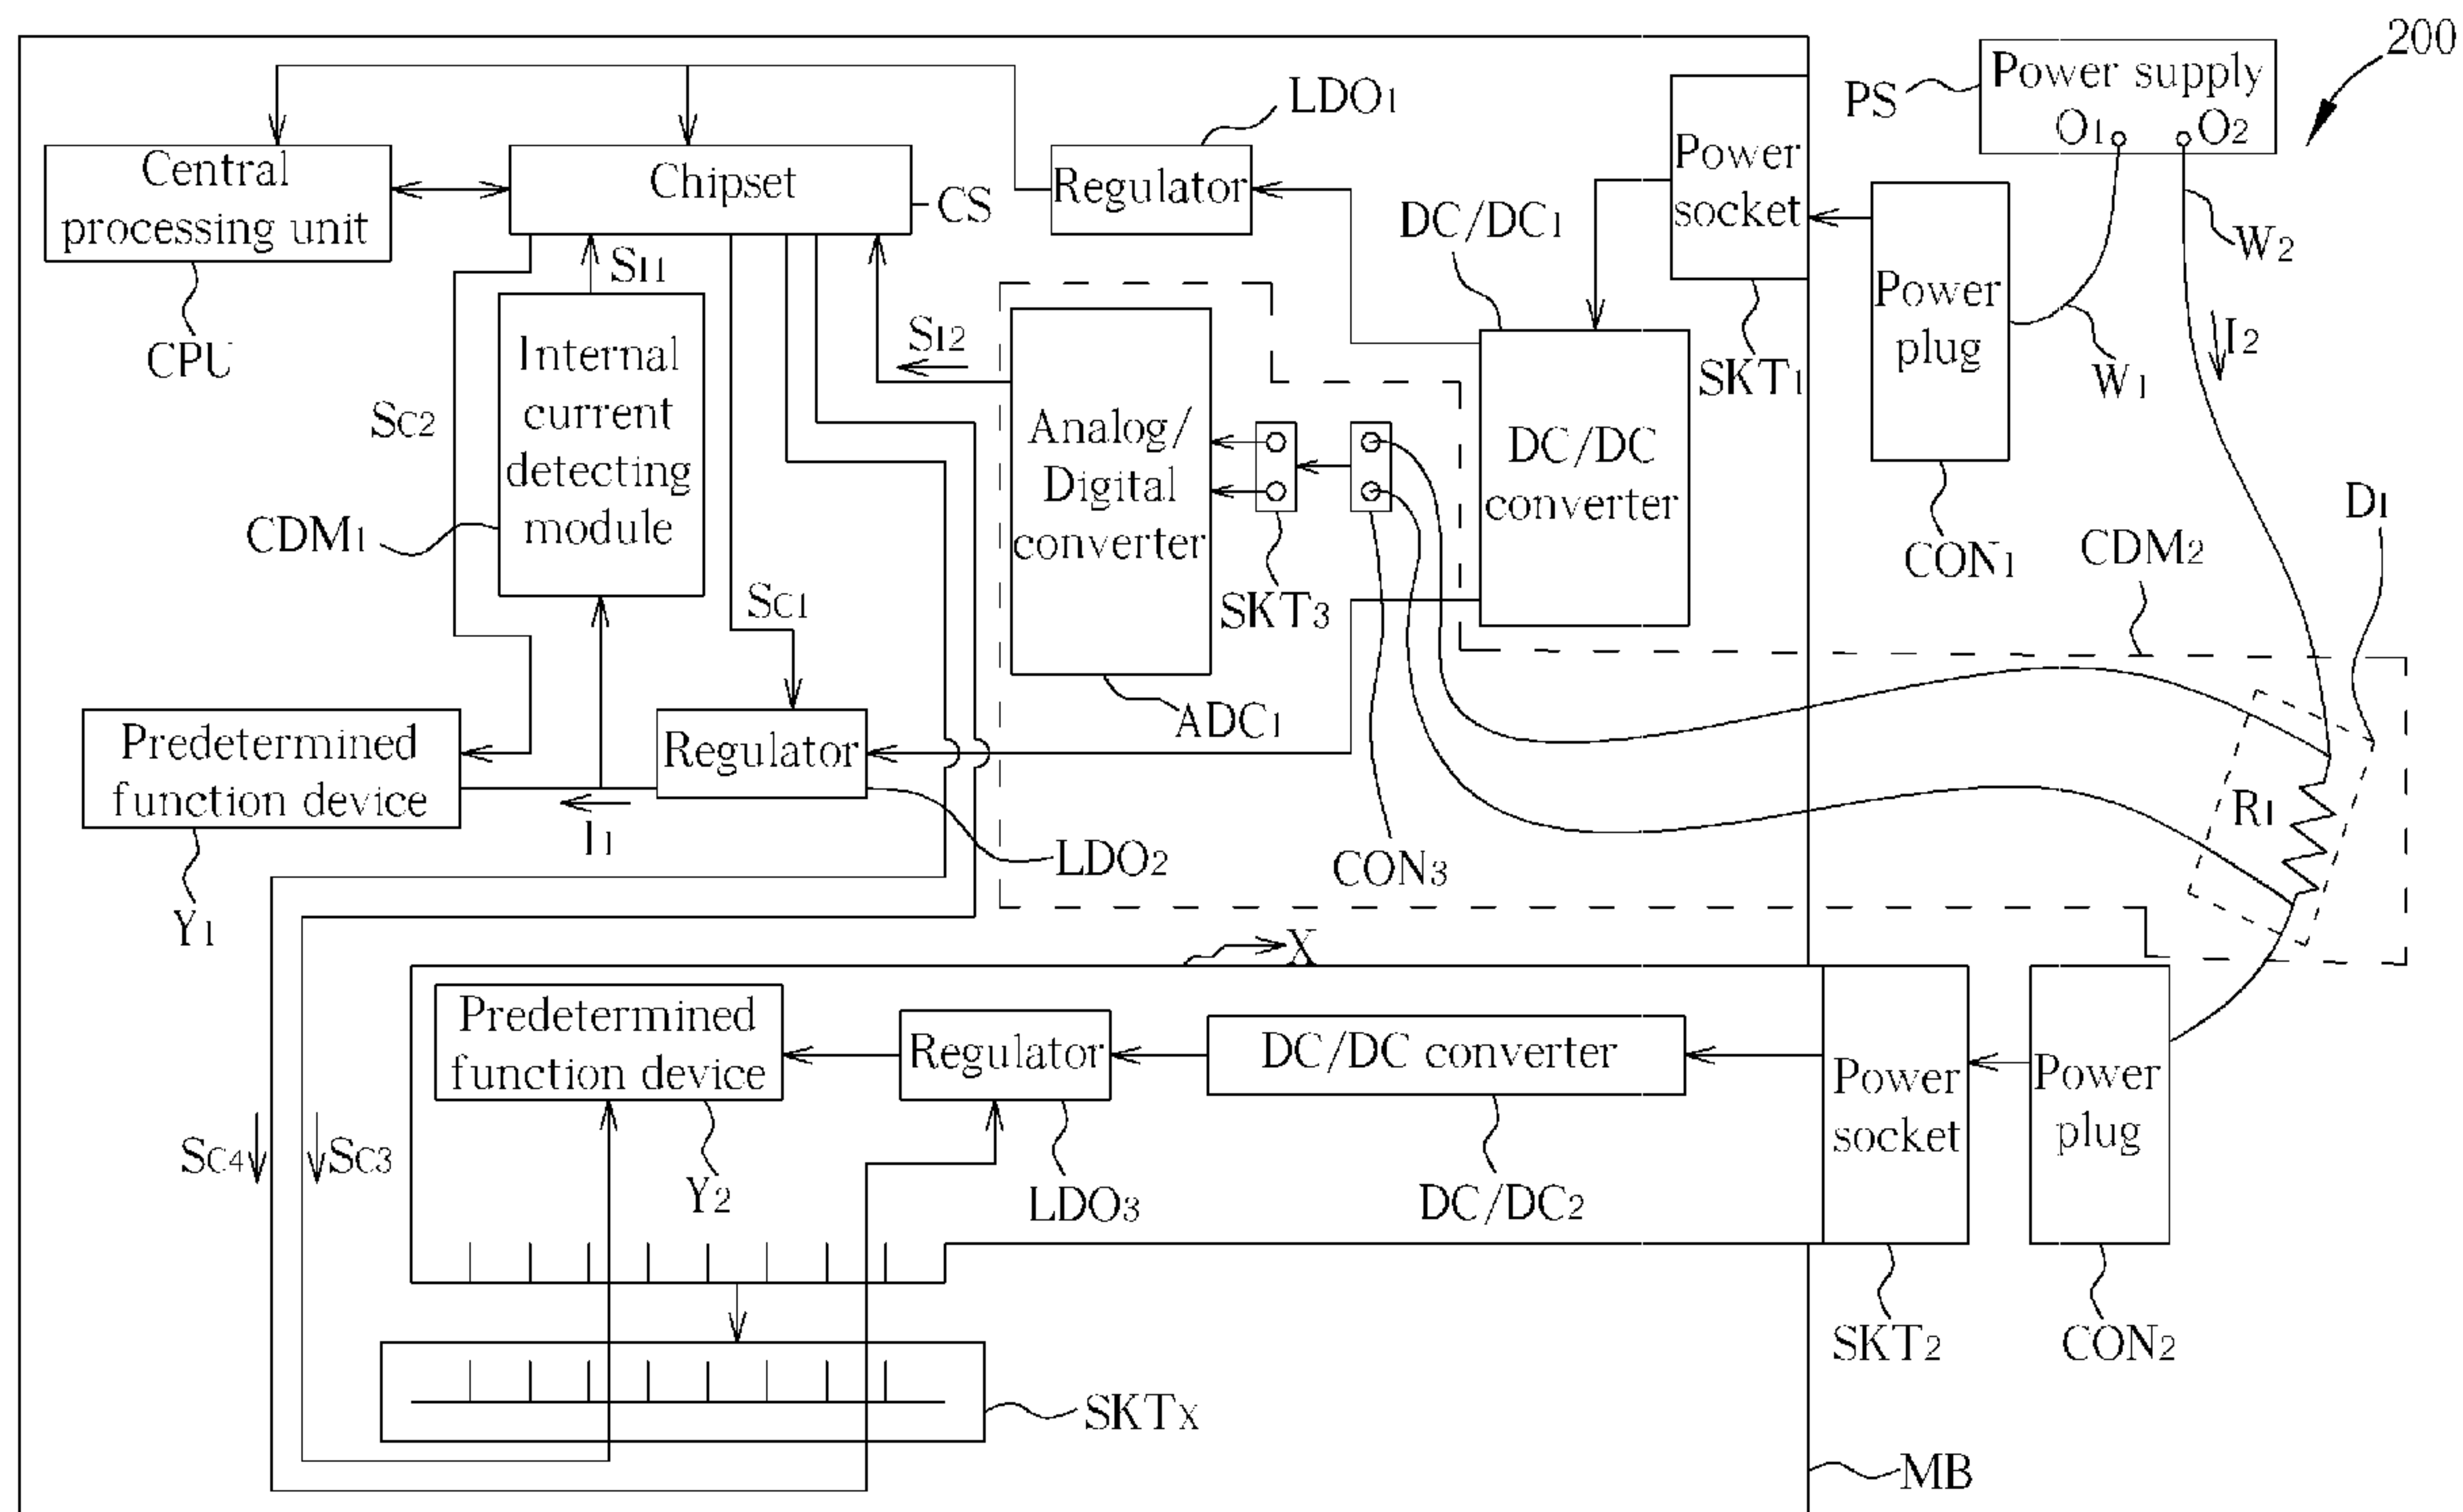 200
Power supply
PS
O1
O2
LDO1
Power
socket
Central
processing unit
Chipset
CS
Regulator
DC/DC1
W2
Power
plug
SI1
CPU
SI2
I2
W1
SKT1
Internal
current
detecting
module
SC2
Analog/
Digital
converter
DC/DC
converter
D1
CDM1
CDM2
CON1
SC1
SKT3
ADC1
Predetermined
function device
Regulator
R1
I1
LDO2
CON3
Y1
X
Predetermined
function device
Regulator
DC/DC converter
Power
socket
Power
plug
SC4
SC3
Y2
LDO3
DC/DC2
SKT2
CON2
SKTX
MB